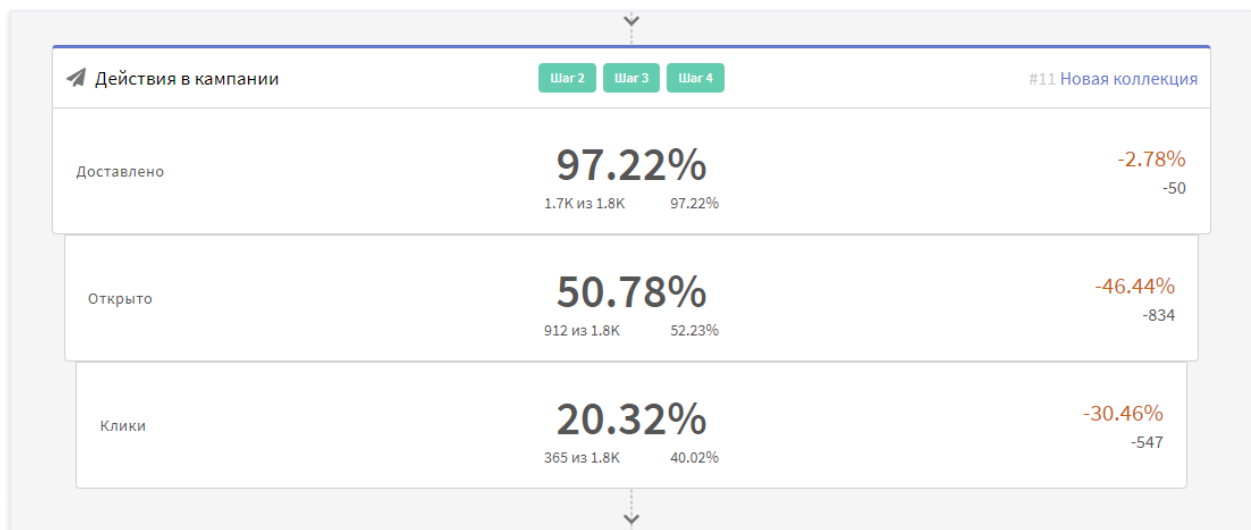 Действия в кампании Шаг 2 Шаг 3 Шаг 4 #11 Новая коллекция
Доставлено 97.22% -2.78%
1.7K из 1.8K 97.22% -50
Открыто 50.78% -46.44%
912 из 1.8K 52.23% -834
Клики 20.32% -30.46%
365 из 1.8K 40.02% -547